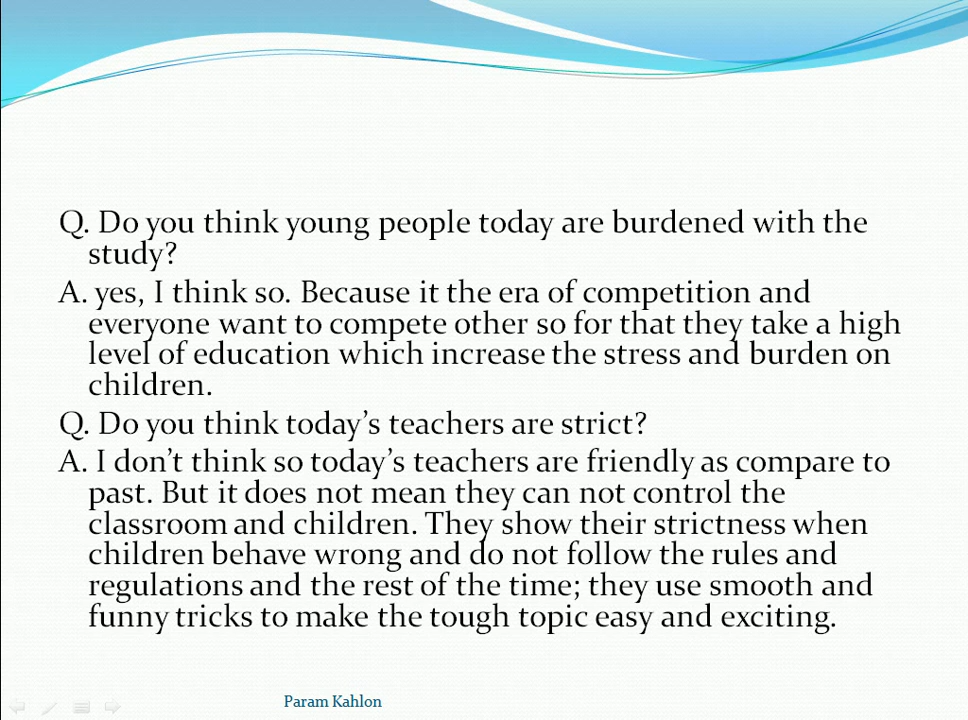 Q. Do you think young people today are burdened with the
study?
A. yes, I think so. Because it the era of competition and
everyone want to compete other so for that they take a high
level of education which increase the stress and burden on
children.
Q. Do you think today’s teachers are strict?
A. I don’t think so today’s teachers are friendly as compare to
past. But it does not mean they can not control the
classroom and children. They show their strictness when
children behave wrong and do not follow the rules and
regulations and the rest of the time; they use smooth and
funny tricks to make the tough topic easy and exciting.
Param Kahlon